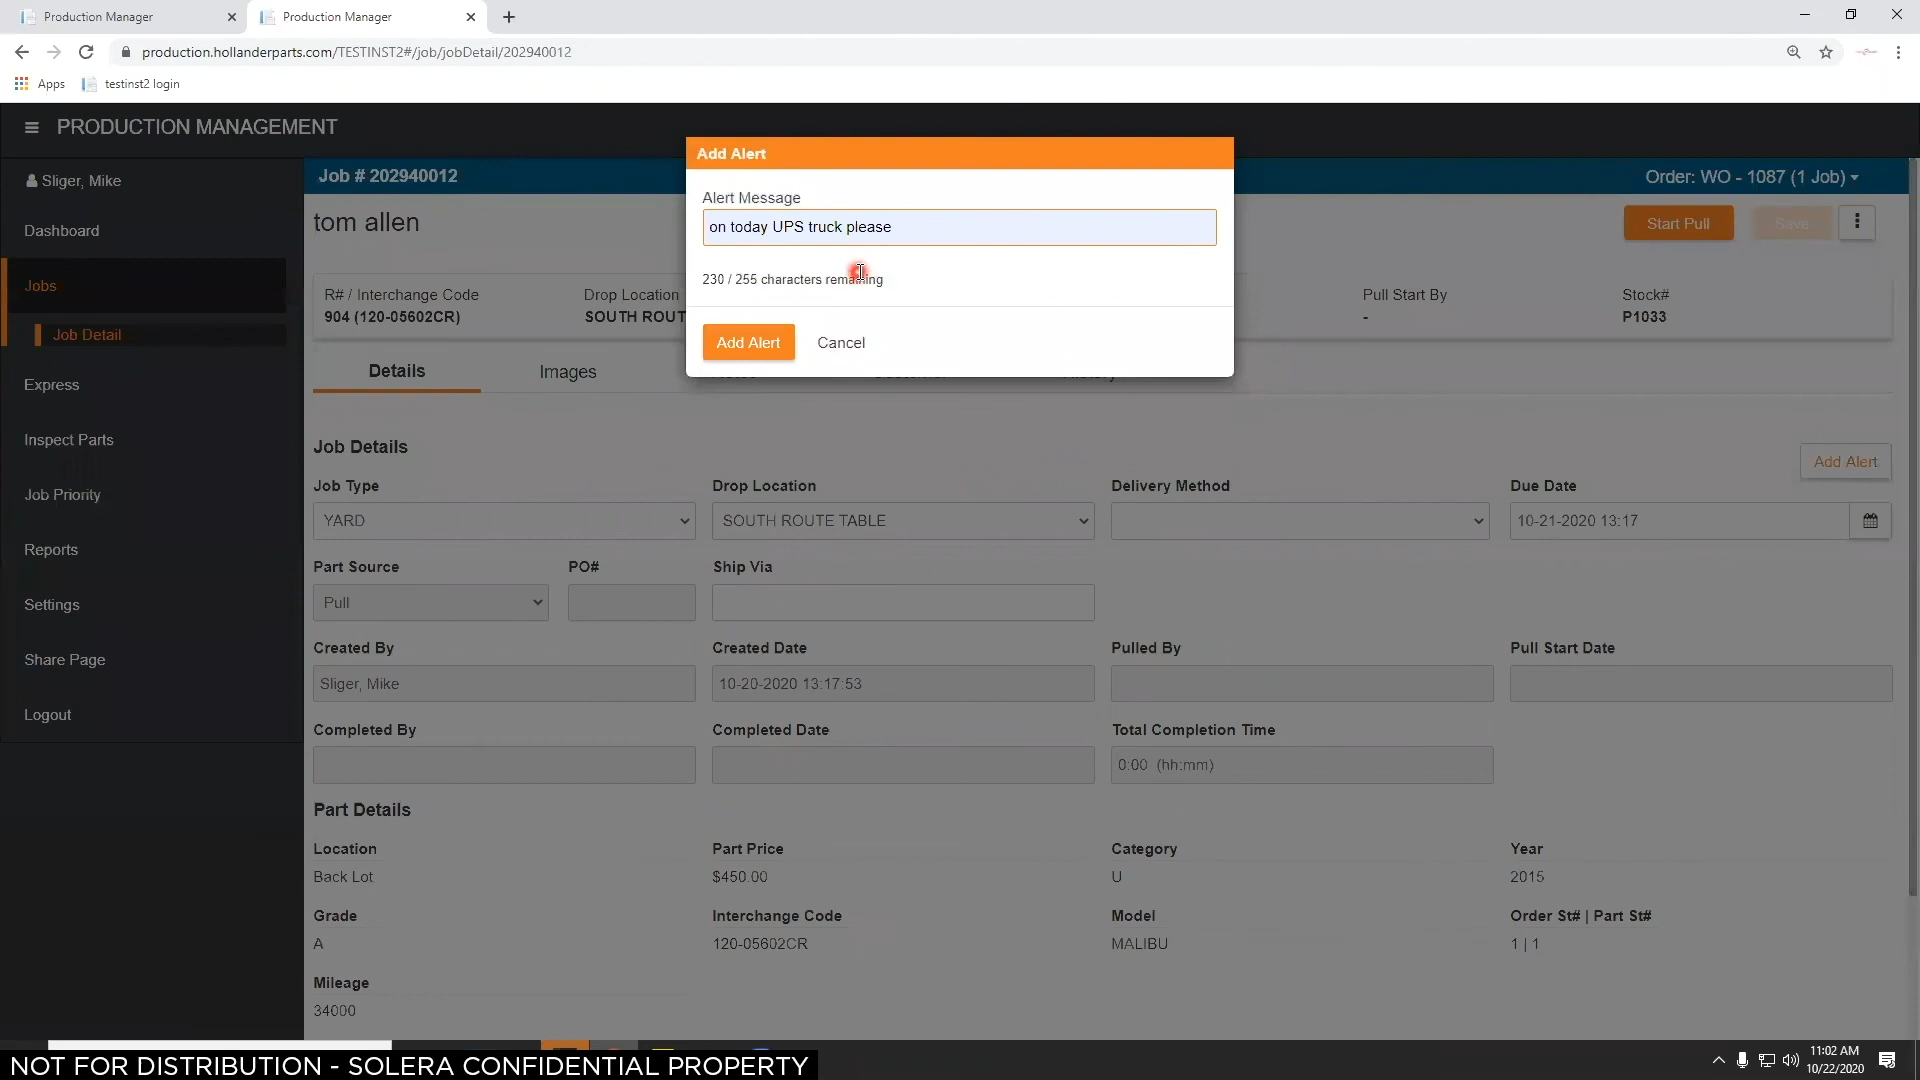 Production Manager
Production Manager
production.hollanderparts.com/TESTINST2#/job/jobDetail/202940012
Apps
testinst2 login
PRODUCTION MANAGEMENT
Sliger, Mike
Dashboard
Jobs
Job Detail
Express
Inspect Parts
Job Priority
Reports
Settings
Share Page
Logout
Job # 202940012
Order: WO - 1087 (1 Job)
tom allen
Start Pull
Save
R# / Interchange Code
904 (120-05602CR)
Drop Location
SOUTH ROUT
Pull Start By
-
Stock#
P1033
Add Alert
Alert Message
on today UPS truck please
230 / 255 characters remaining
Add Alert
Cancel
Details
Images
Job Details
Add Alert
Job Type
Drop Location
Delivery Method
Due Date
YARD
SOUTH ROUTE TABLE
10-21-2020 13:17
Part Source
PO#
Ship Via
Pull
Created By
Created Date
Pulled By
Pull Start Date
Sliger, Mike
10-20-2020 13:17:53
Completed By
Completed Date
Total Completion Time
0:00 (hh:mm)
Part Details
Location
Part Price
Category
Year
Back Lot
$450.00
U
2015
Grade
Interchange Code
Model
Order St# | Part St#
A
120-05602CR
MALIBU
1 | 1
Mileage
34000
NOT FOR DISTRIBUTION - SOLERA CONFIDENTIAL PROPERTY
11:02 AM
10/22/2020